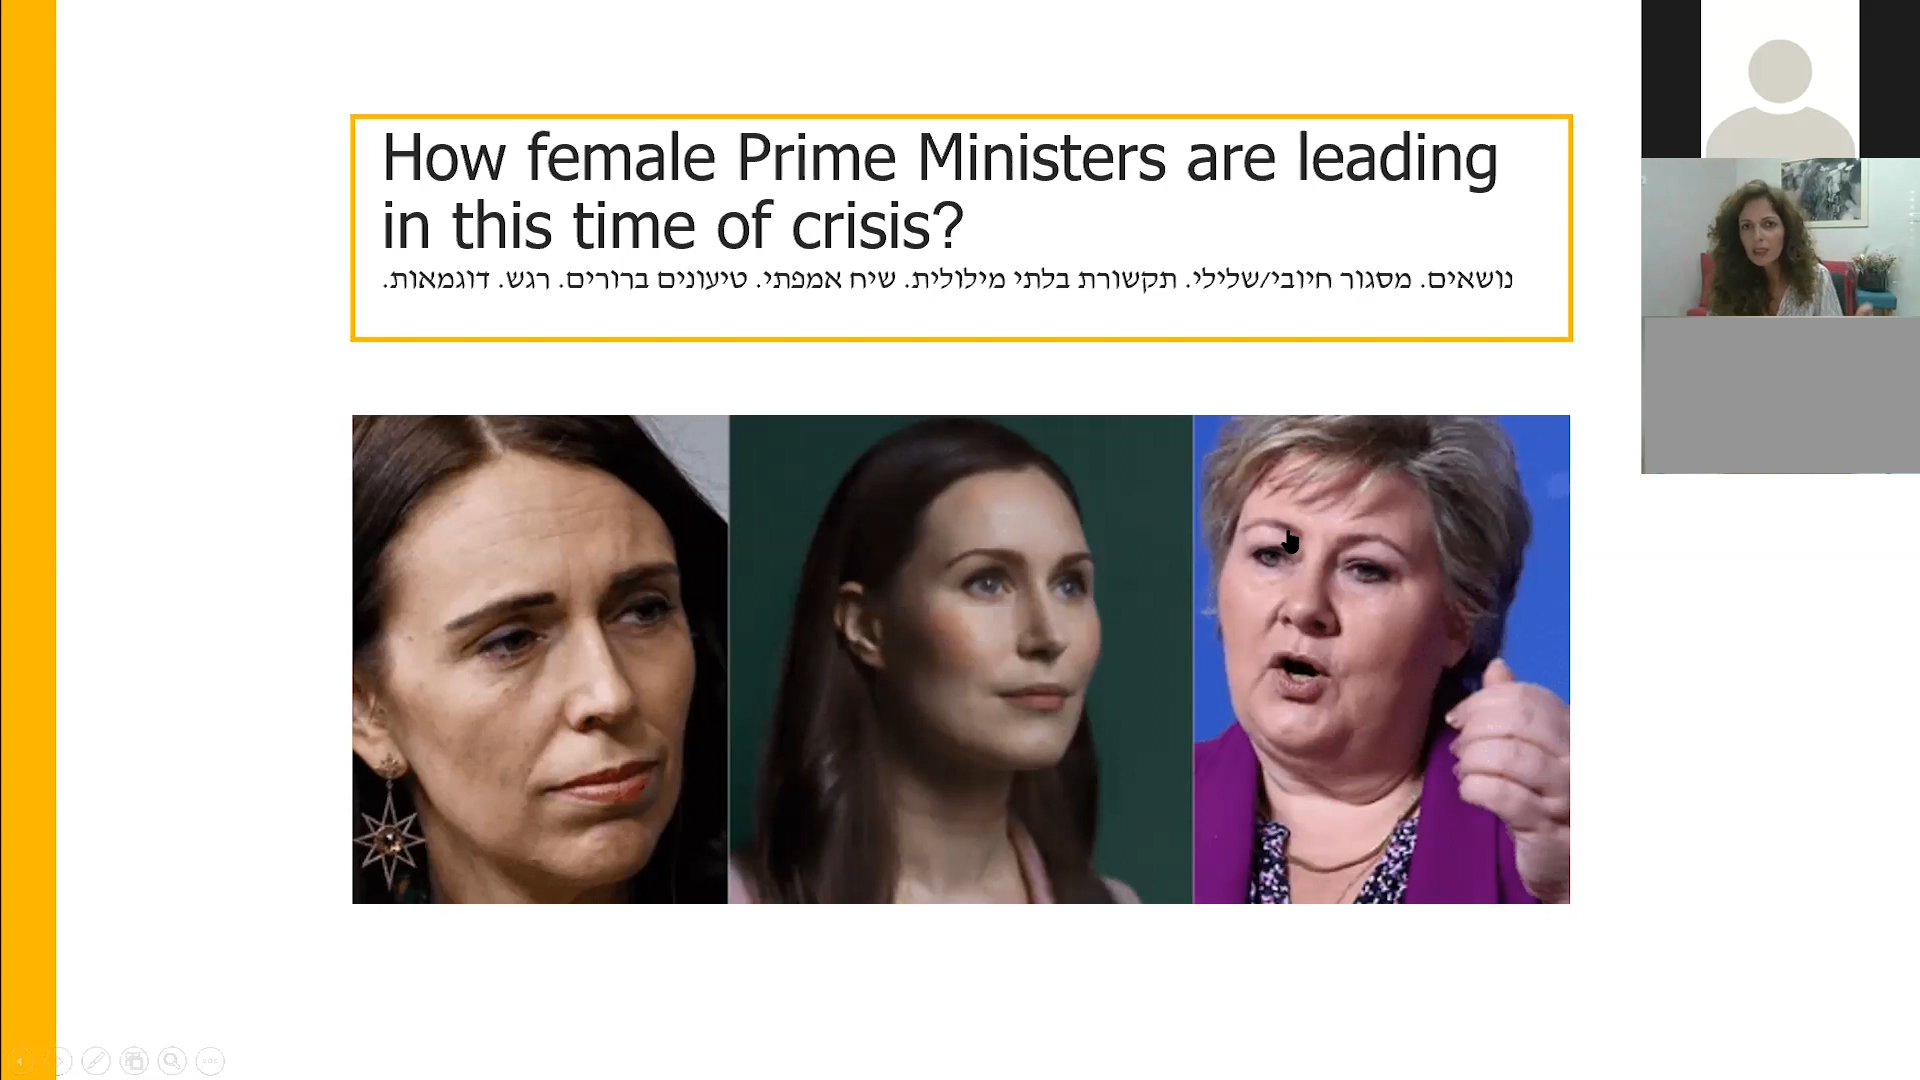 How female Prime Ministers are leading
in this time of crisis?
נושאים. מסגור חיובי/שלילי. תקשורת בלתי מילולית. שיח אמפתי. טיעונים ברורים. רגש. דוגמאות.